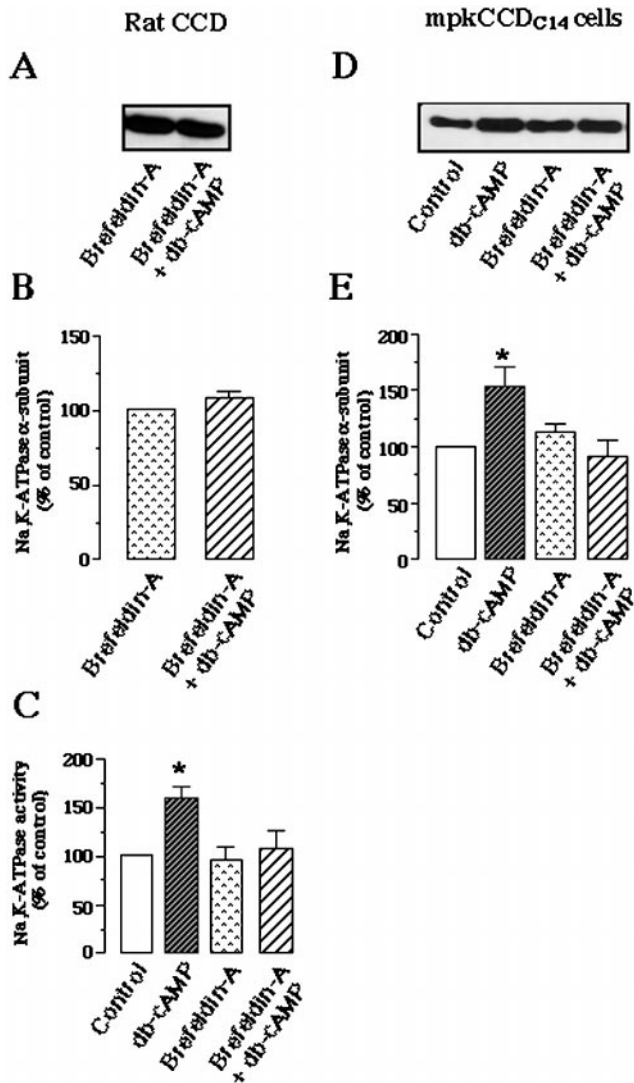 Rat CCD
mpkCCDC14 cells
A
Brefeldin-A
Brefeldin-A
+ db-cAMP
D
Control
db-cAMP
Brefeldin-A
Brefeldin-A
+ db-cAMP
B
Na,K-ATPase α-subunit
(% of control)
150
100
50
0
Brefeldin-A
Brefeldin-A
+ db-cAMP
E
Na,K-ATPase α-subunit
(% of control)
200
150
100
50
0
*
Control
db-cAMP
Brefeldin-A
Brefeldin-A
+ db-cAMP
C
Na,K-ATPase activity
(% of control)
200
150
100
50
0
*
Control
db-cAMP
Brefeldin-A
Brefeldin-A
+ db-cAMP